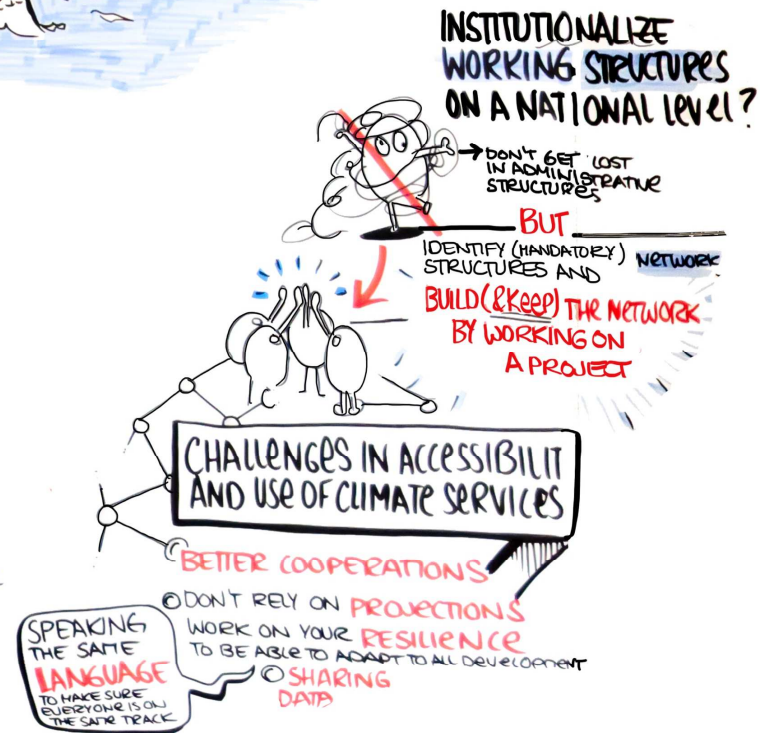 INSTITUTIONALIZE
WORKING STRUCTURES
ON A NATIONAL LEVEL?
DON'T GET LOST
IN ADMINISTRATIVE
STRUCTURES
BUT
IDENTIFY (MANDATORY) NETWORK
STRUCTURES AND
BUILD (& KEEP) THE NETWORK
BY WORKING ON
A PROJECT
CHALLENGES IN ACCESSIBILIT
AND USE OF CLIMATE SERVICES
BETTER COOPERATIONS
DON'T RELY ON PROJECTIONS
WORK ON YOUR RESILIENCE
TO BE ABLE TO ADAPT TO ALL DEVELOPMENT
SHARING
DATA
SPEAKING
THE SAME
LANGUAGE
TO MAKE SURE
EVERYONE IS ON
THE SAME TRACK